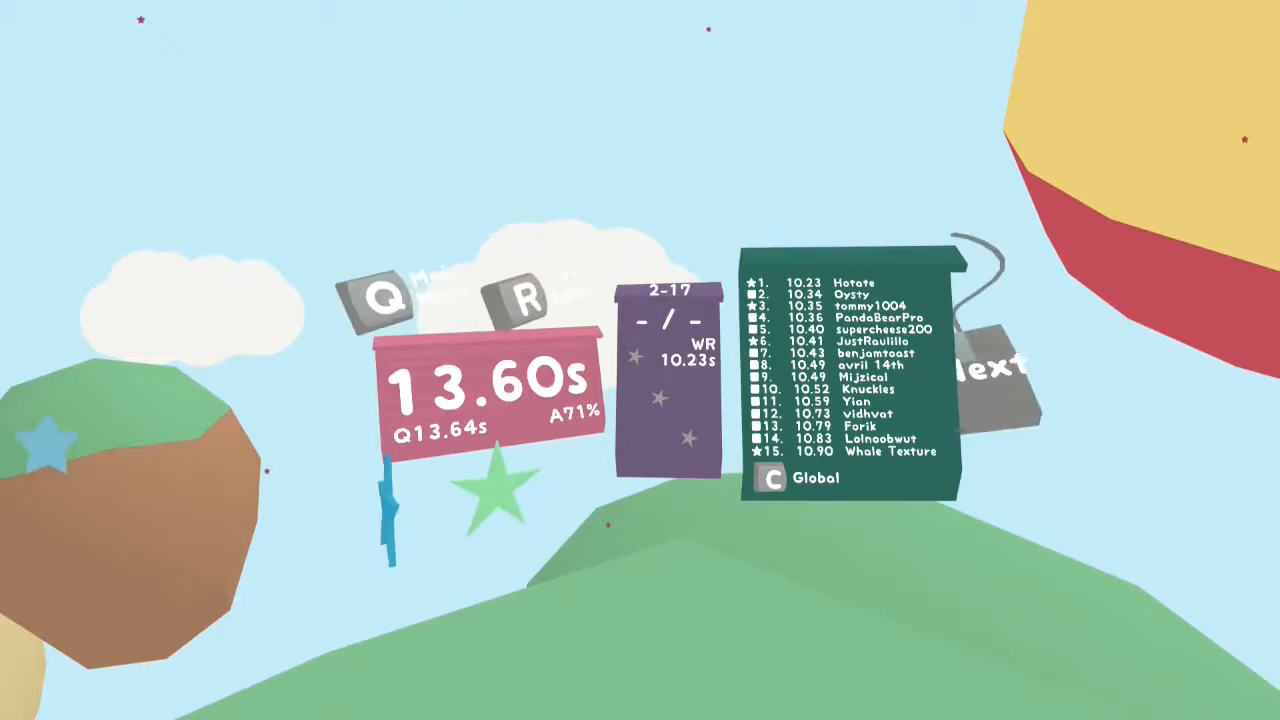 Q
R
13.60s
Q13.64s
A71%
2-17
- / -
WR
10.23s
1. 10.23 Hotate
2. 10.34 Oysty
3. 10.35 tommy1004
4. 10.36 PandaBearPro
5. 10.40 supercheese200
6. 10.41 JustRaulillo
7. 10.43 benjamtoast
8. 10.49 avril 14th
9. 10.49 Mijzical
10. 10.52 Knuckles
11. 10.59 Yian
12. 10.73 vidhvat
13. 10.79 Forik
14. 10.83 Lolnoobwut
15. 10.90 Whale Texture
C Global
Next